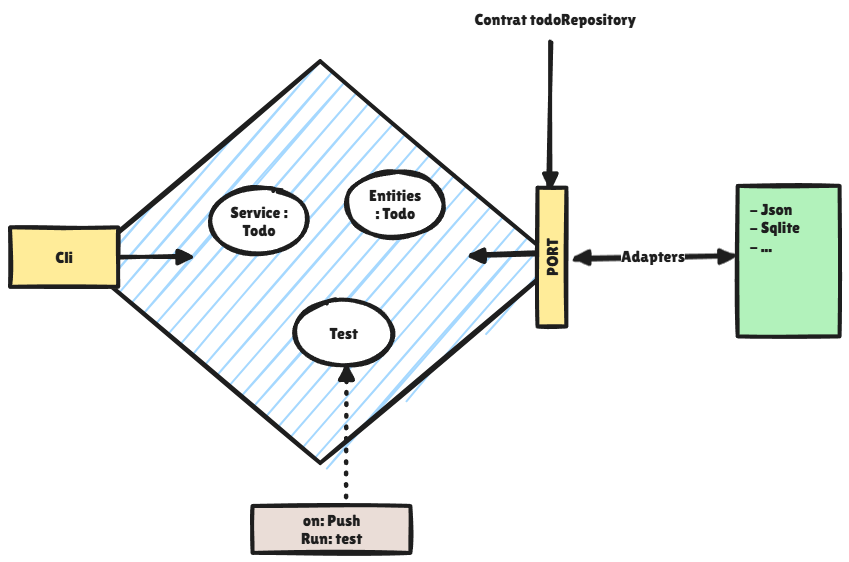 Contrat todoRepository
Service :
Todo
Entities
: Todo
Cli
PORT
Adapters
- Json
- Sqlite
- ...
Test
on: Push
Run: test